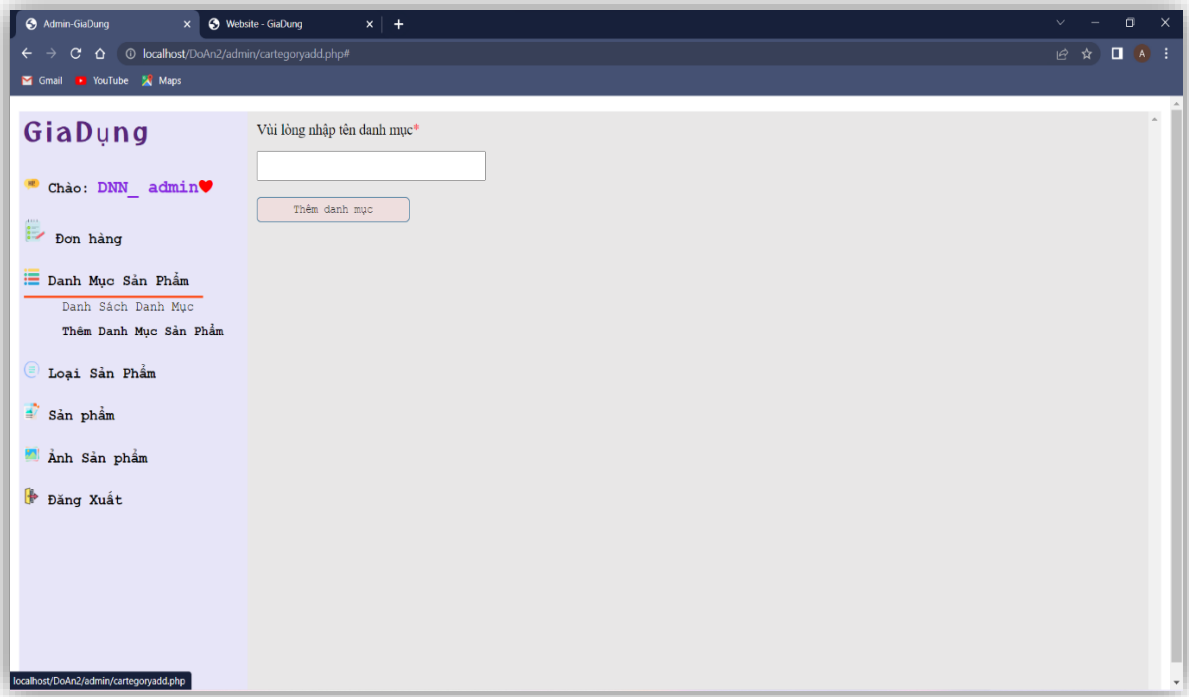 Admin-GiaDung
Website - GiaDung
localhost/DoAn2/admin/cartegoryadd.php#
A
Gmail YouTube Maps
GiaDụng
Chào: DNN_ admin
Đơn hàng
Danh Mục Sản Phẩm
Danh Sách Danh Mục
Thêm Danh Mục Sản Phẩm
Loại Sản Phẩm
Sản phẩm
Ảnh Sản phẩm
Đăng Xuất
Vùi lòng nhập tên danh mục*
Thêm danh mục
localhost/DoAn2/admin/cartegoryadd.php